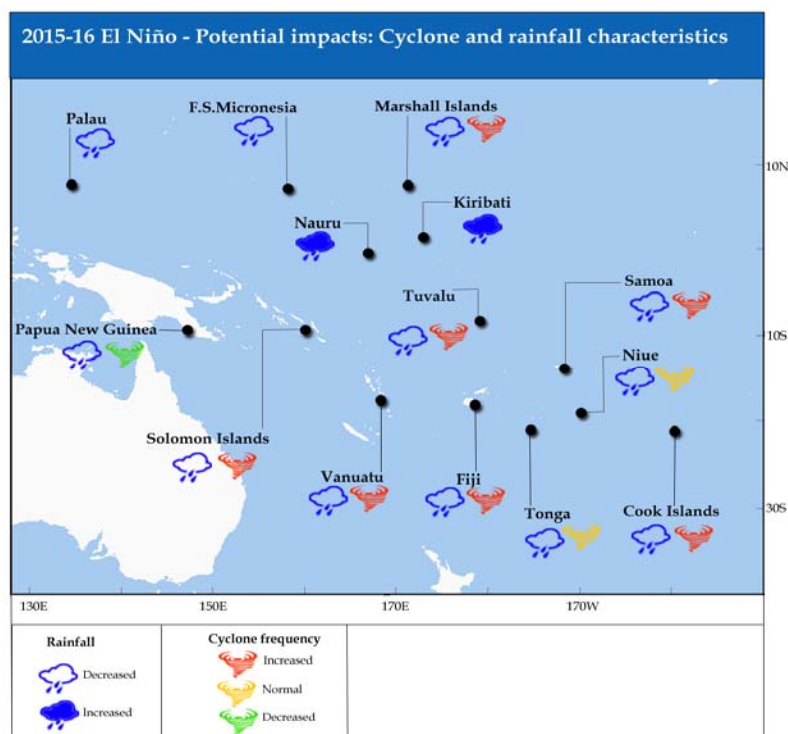 2015-16 El Niño - Potential impacts: Cyclone and rainfall characteristics
Palau
F.S.Micronesia
Marshall Islands
10N
Nauru
Kiribati
Tuvalu
Samoa
Papua New Guinea
10S
Niue
Solomon Islands
Vanuatu
Fiji
Tonga
Cook Islands
30S
130E
150E
170E
170W
Rainfall
Decreased
Increased
Cyclone frequency
Increased
Normal
Decreased